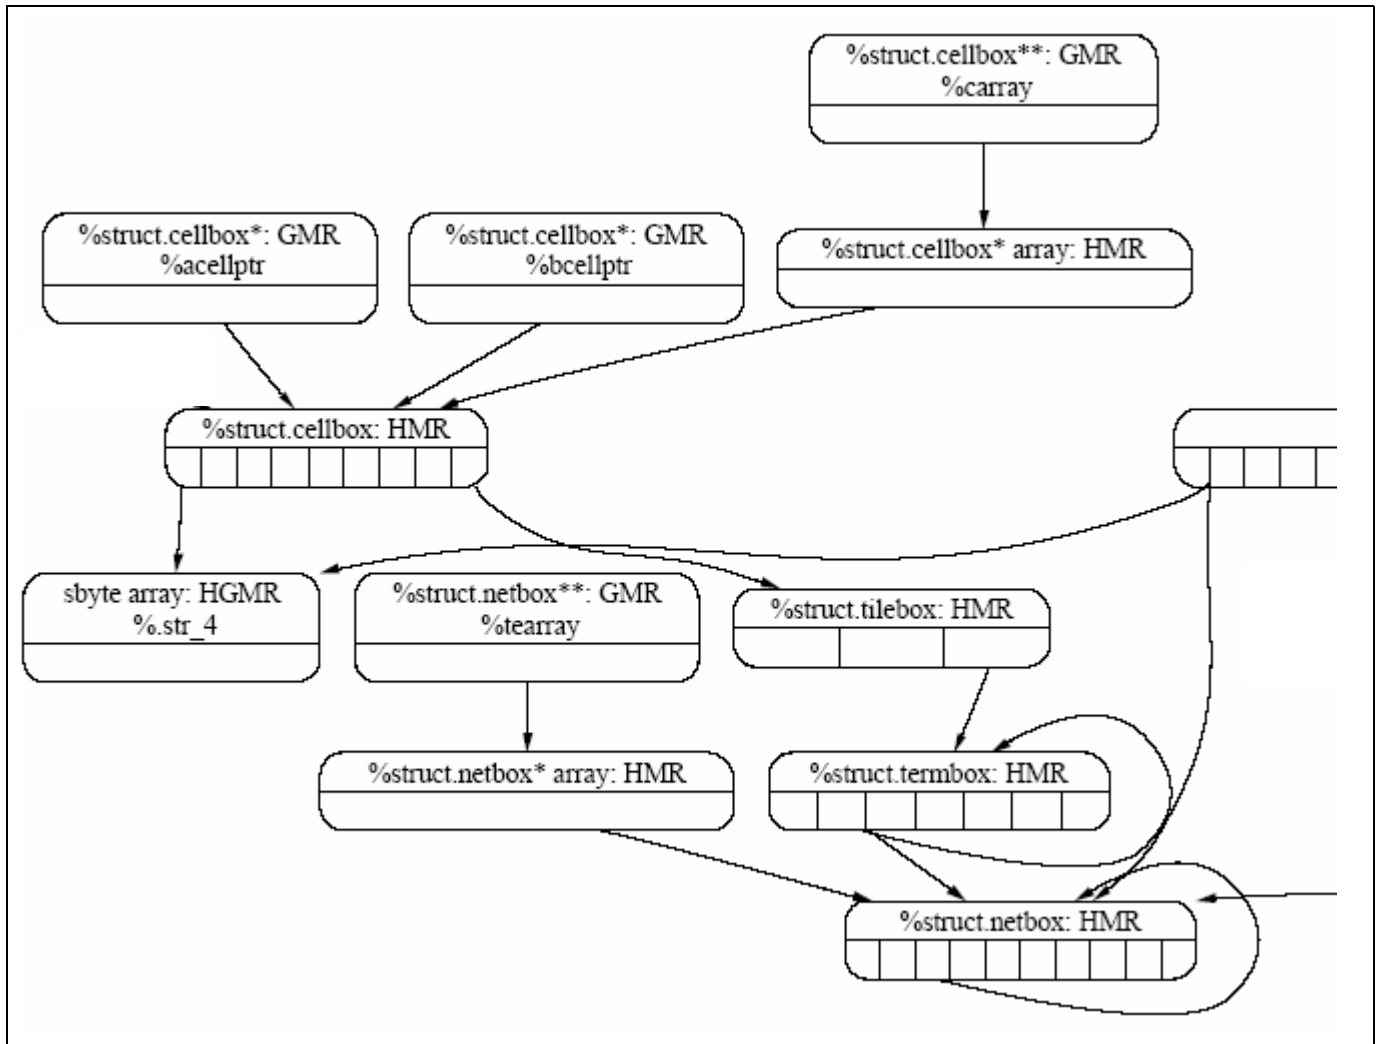 %struct.cellbox**: GMR
%carray
%struct.cellbox*: GMR
%acellptr
%struct.cellbox*: GMR
%bcellptr
%struct.cellbox* array: HMR
%struct.cellbox: HMR
sbyte array: HGMR
%.str_4
%struct.netbox**: GMR
%tearray
%struct.tilebox: HMR
%struct.netbox* array: HMR
%struct.termbox: HMR
%struct.netbox: HMR